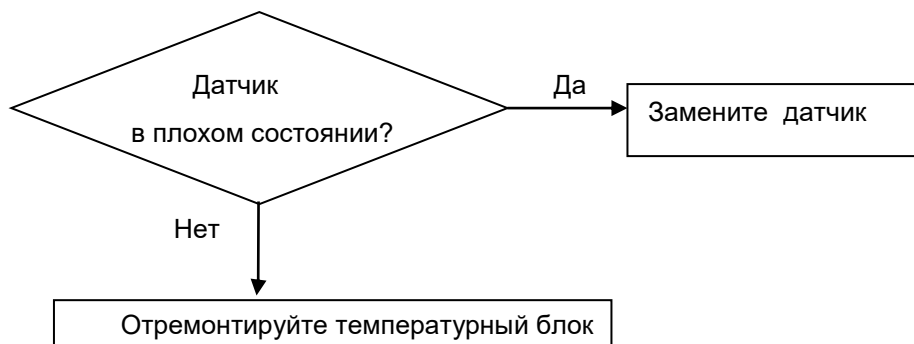 Датчик
в плохом состоянии?
Да
Замените датчик
Нет
Отремонтируйте температурный блок